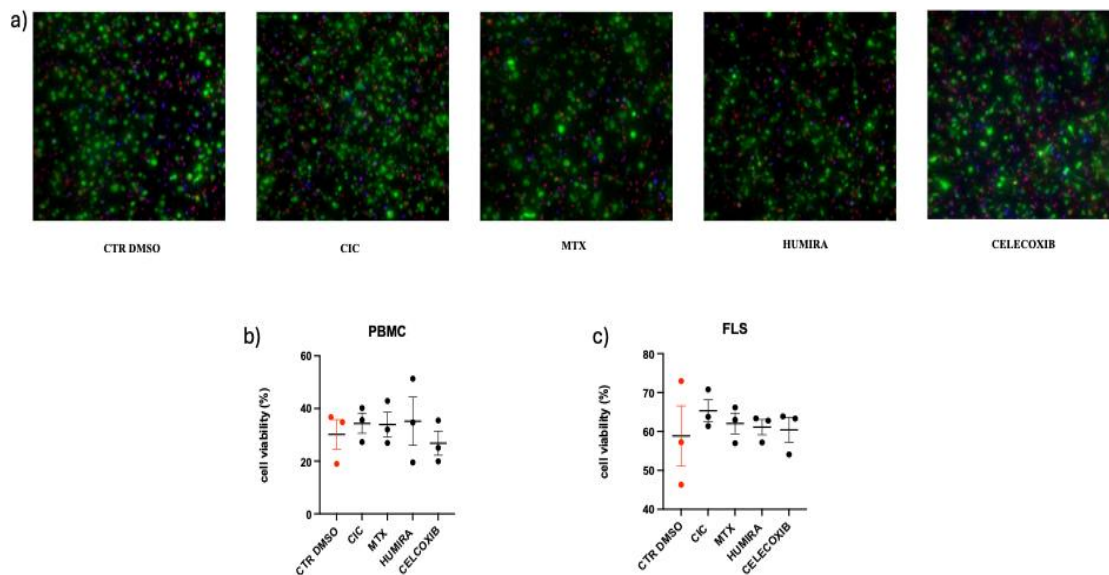 a)
CTR DMSO
CIC
MTX
HUMIRA
CELECOXIB
b)
PBMC
cell viability (%)
60
40
20
0
CTR DMSO
CIC
MTX
HUMIRA
CELCOXIB
c)
FLS
cell viability (%)
80
70
60
50
40
CTR DMSO
CIC
MTX
HUMIRA
CELECOXIB